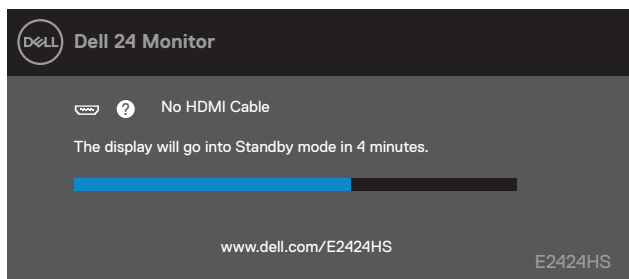 DELL Dell 24 Monitor
? No HDMI Cable
The display will go into Standby mode in 4 minutes.
www.dell.com/E2424HS
E2424HS